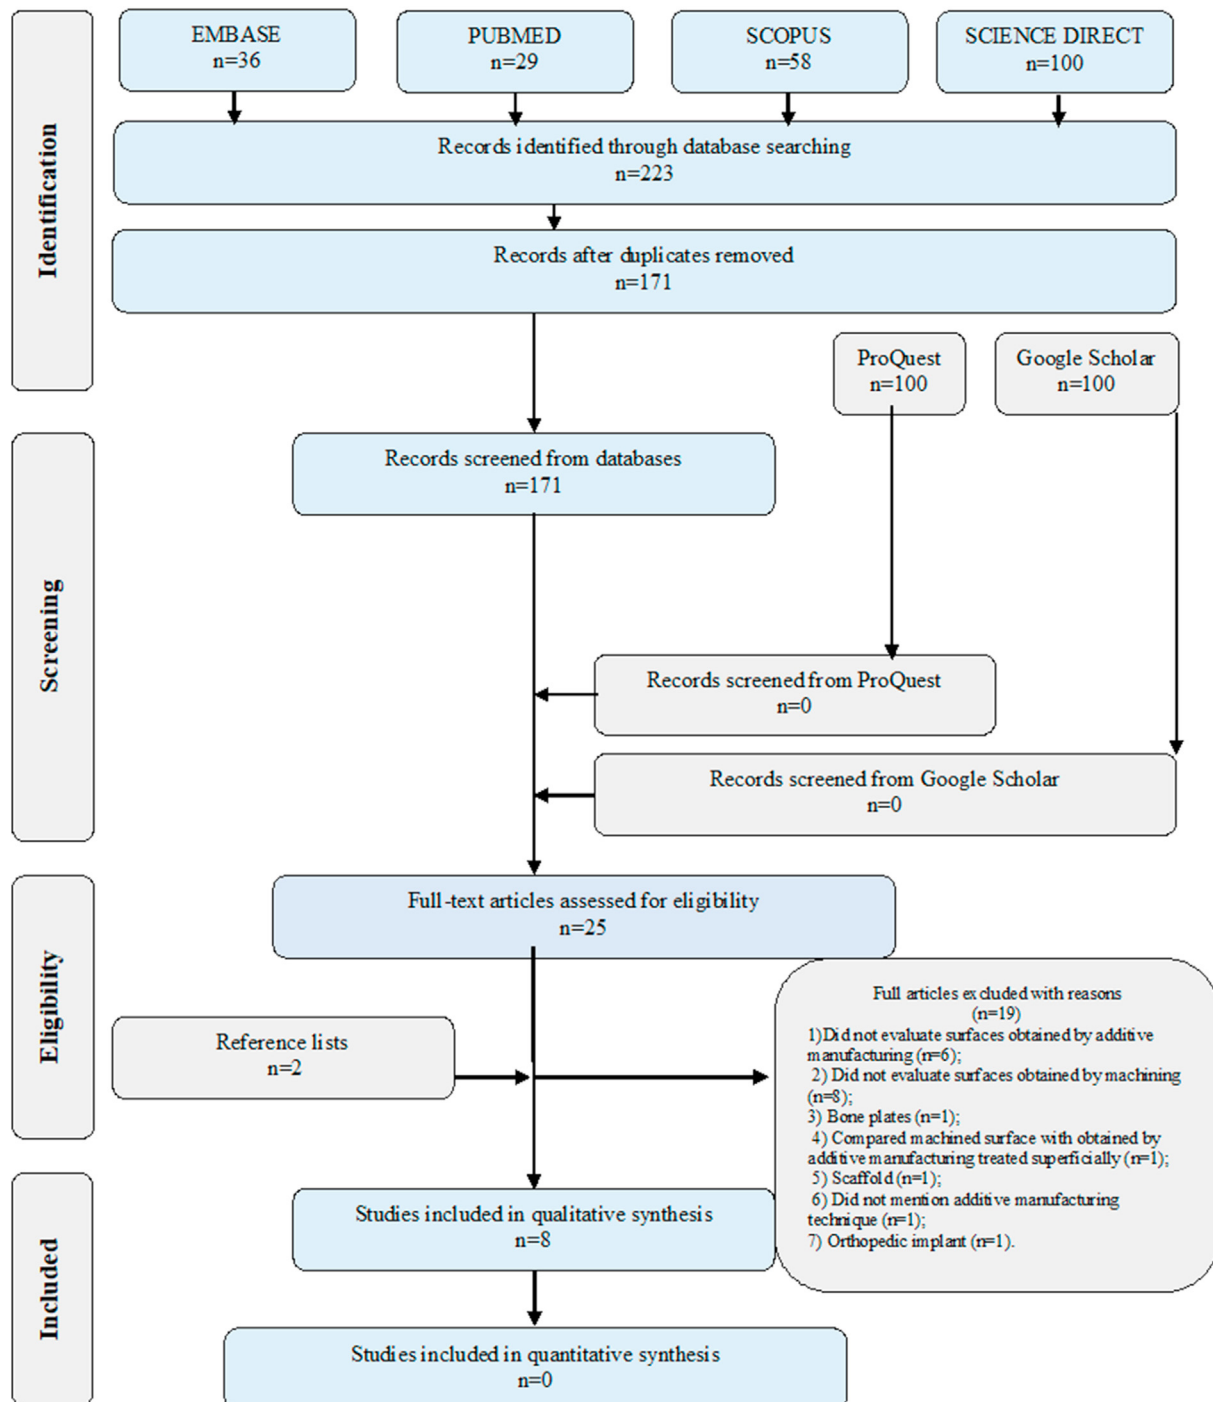 Identification
EMBASE
n=36
PUBMED
n=29
SCOPUS
n=58
SCIENCE DIRECT
n=100
Records identified through database searching
n=223
Records after duplicates removed
n=171
ProQuest
n=100
Google Scholar
n=100
Screening
Records screened from databases
n=171
Records screened from ProQuest
n=0
Records screened from Google Scholar
n=0
Eligibility
Full-text articles assessed for eligibility
n=25
Reference lists
n=2
Full articles excluded with reasons
(n=19)
1)Did not evaluate surfaces obtained by additive
manufacturing (n=6);
2) Did not evaluate surfaces obtained by machining
(n=8);
3) Bone plates (n=1);
4) Compared machined surface with obtained by
additive manufacturing treated superficially (n=1);
5) Scaffold (n=1);
6) Did not mention additive manufacturing
technique (n=1);
7) Orthopedic implant (n=1).
Included
Studies included in qualitative synthesis
n=8
Studies included in quantitative synthesis
n=0